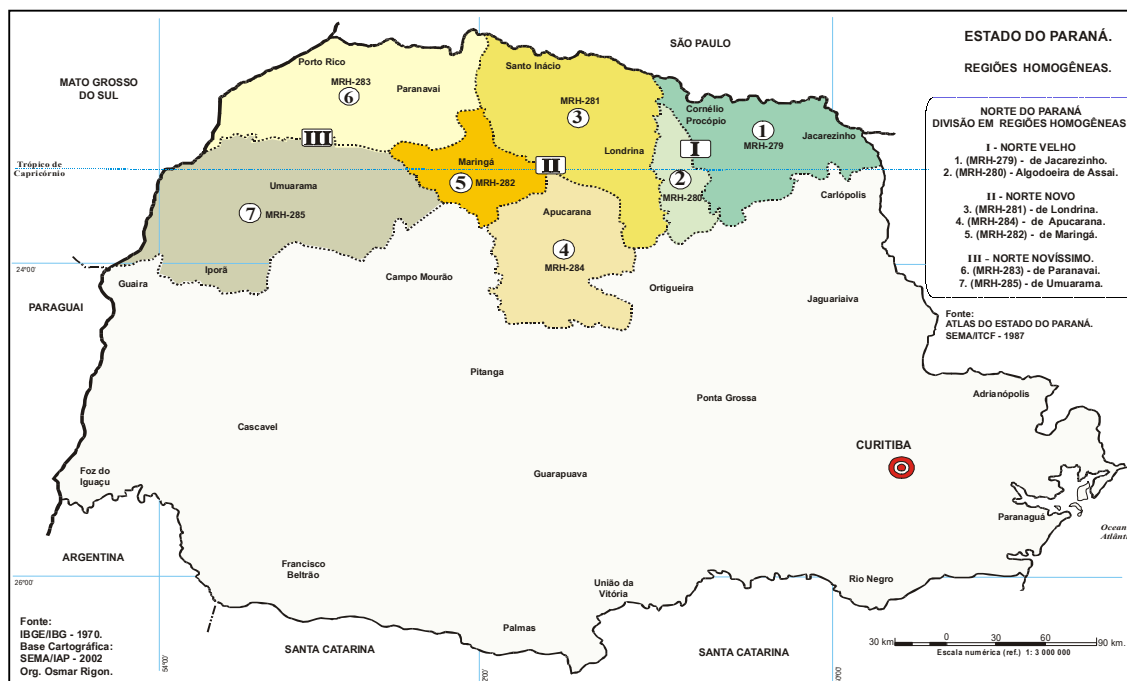 ESTADO DO PARANÁ.
REGIÕES HOMOGÊNEAS.
NORTE DO PARANÁ
DIVISÃO EM REGIÕES HOMOGÊNEAS
I - NORTE VELHO
1. (MRH-279) - de Jacarezinho.
2. (MRH-280) - Algodoeira de Assai.
II - NORTE NOVO
3. (MRH-281) - de Londrina.
4. (MRH-284) - de Apucarana.
5. (MRH-282) - de Maringá.
III - NORTE NOVÍSSIMO.
6. (MRH-283) - de Paranavai.
7. (MRH-285) - de Umuarama.
Fonte:
ATLAS DO ESTADO DO PARANÁ.
SEMA/ITCF - 1987
SÃO PAULO
MATO GROSSO
DO SUL
Porto Rico
MRH-283
6
Paranavai
III
Santo Inácio
MRH-281
3
Londrina
Cornélio
Procópio
1
MRH-279
Jacarezinho
I
2
MRH-280
Carlópolis
Trópico de
Capricórnio
Maringá
5
MRH-282
II
Umuarama
7
MRH-285
Iporã
Apucarana
4
MRH-284
24°00'
Guaira
PARAGUAI
Campo Mourão
Ortigueira
Jaguariaiva
Pitanga
Ponta Grossa
Adrianópolis
Cascavel
CURITIBA
Foz do
Iguaçu
Guarapuava
Paranaguá
Ocean
Atlânti
ARGENTINA
26°00'
Francisco
Beltrão
União da
Vitória
Rio Negro
Palmas
SANTA CATARINA
SANTA CATARINA
Fonte:
IBGE/IBG - 1970.
Base Cartográfica:
SEMA/IAP - 2002
Org. Osmar Rigon.
54°00'
2°00'
30 km
0
30
60
90 km.
Escala numérica (ref.) 1: 3 000 000